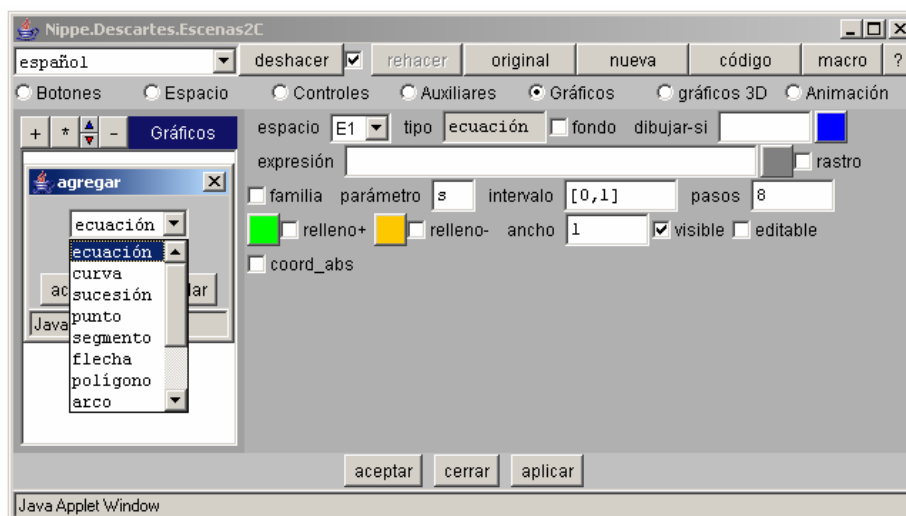 Nippe.Descartes.Escenas2C
español deshacer rehacer original nueva código macro ?
Botones Espacio Controles Auxiliares Gráficos gráficos 3D Animación
+ * - Gráficos espacio E1 tipo ecuación fondo dibujar-si
expresión rastro
agregar
familia parámetro s intervalo [0,1] pasos 8
ecuación
relleno+ relleno- ancho 1 visible editable
ecuación
coord_abs
curva
sucesión
punto
segmento
flecha
polígono
arco
ac lar
Java
aceptar cerrar aplicar
Java Applet Window